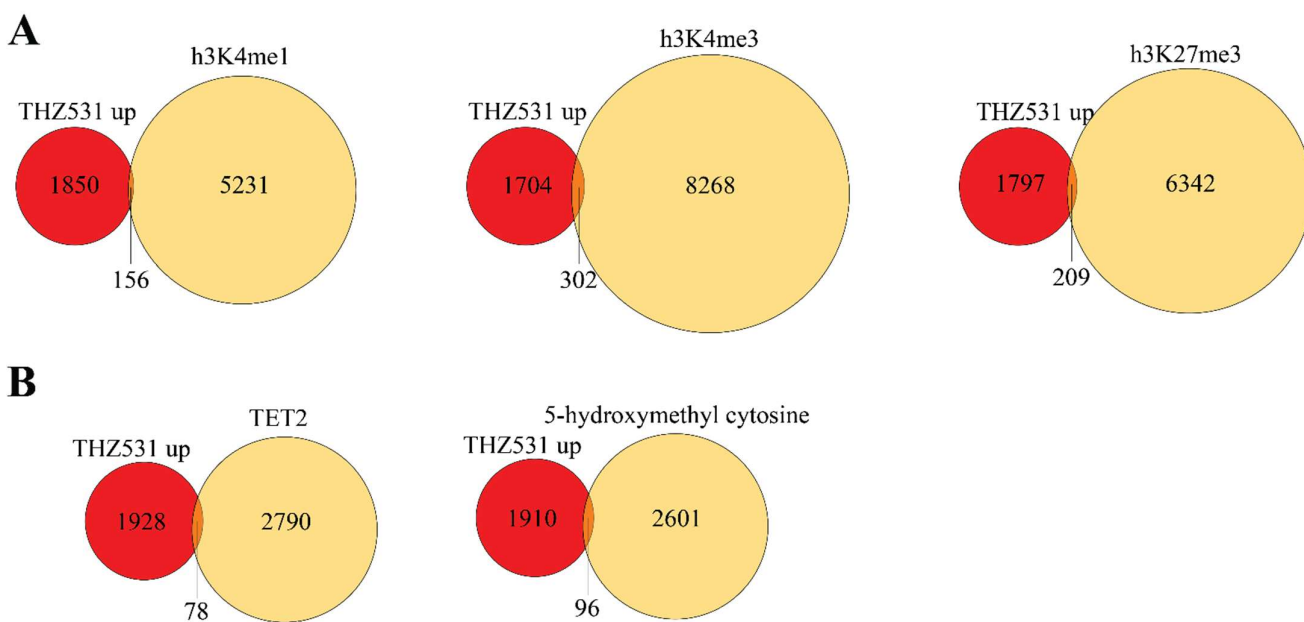 A
h3K4me1
THZ531 up
1850
5231
156
h3K4me3
THZ531 up
1704
8268
302
h3K27me3
THZ531 up
1797
6342
209
B
TET2
THZ531 up
1928
2790
78
5-hydroxymethyl cytosine
THZ531 up
1910
2601
96